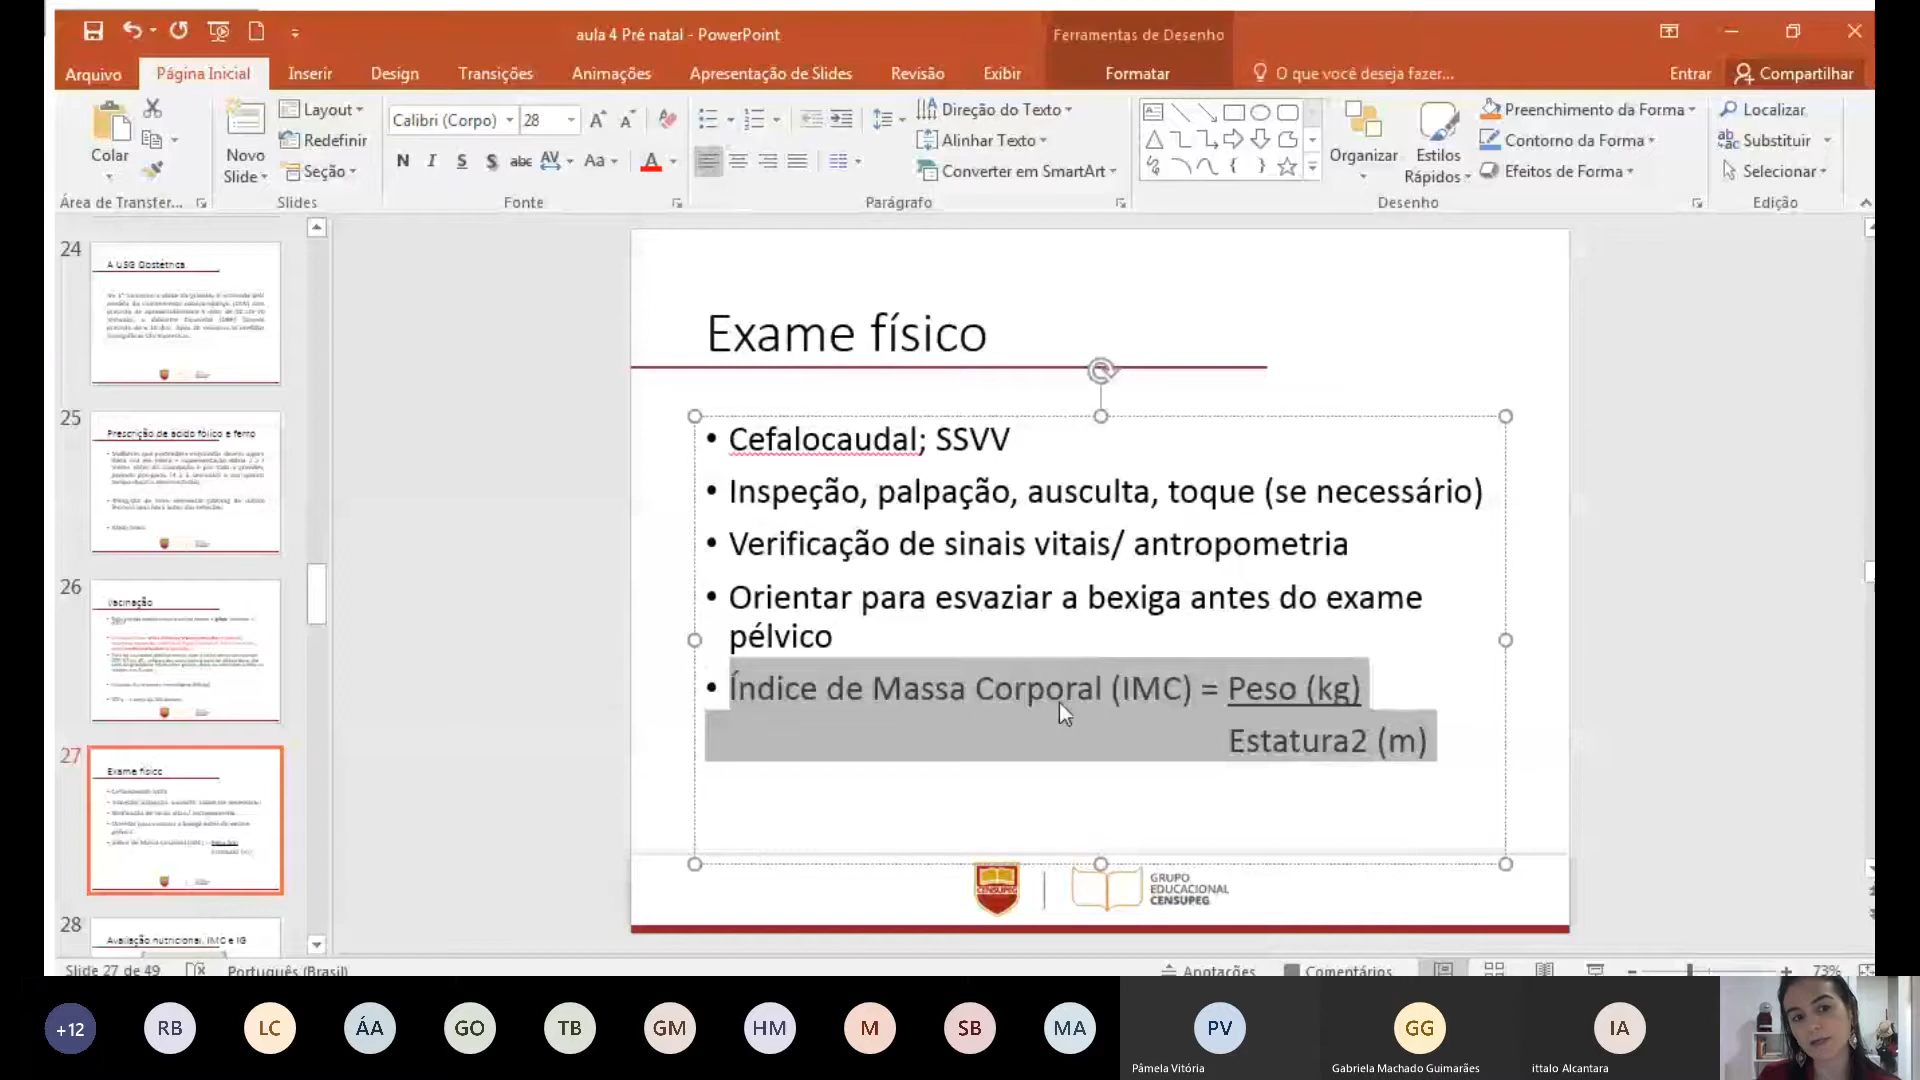 aula 4 Pré natal - PowerPoint
Ferramentas de Desenho
Arquivo
Página Inicial
Inserir
Design
Transições
Animações
Apresentação de Slides
Revisão
Exibir
Formatar
O que você deseja fazer...
Entrar
Compartilhar
Colar
Novo
Slide
Layout
Redefinir
Seção
Calibri (Corpo)
28
N I S S abc AV Aa A
Direção do Texto
Alinhar Texto
Converter em SmartArt
Organizar
Estilos
Rápidos
Preenchimento da Forma
Contorno da Forma
Efeitos de Forma
Localizar
Substituir
Selecionar
Área de Transfer...
Slides
Fonte
Parágrafo
Desenho
Edição
24
A USG Obstétrica
25
Prescrição de acido fólico e ferro
26
Vacinação
27
Exame físico
28
Avaliação nutricional, IMC e IG
Exame físico
• Cefalocaudal; SSVV
• Inspeção, palpação, ausculta, toque (se necessário)
• Verificação de sinais vitais/ antropometria
• Orientar para esvaziar a bexiga antes do exame
pélvico
• Índice de Massa Corporal (IMC) = Peso (kg)
Estatura2 (m)
CENSUPEG
GRUPO
EDUCACIONAL
CENSUPEG
Slide 27 de 49
Português (Brasil)
Anotações
Comentários
73%
+12
RB
LC
ÁA
GO
TB
GM
HM
M
SB
MA
PV
GG
IA
Pâmela Vitória
Gabriela Machado Guimarães
ittalo Alcantara